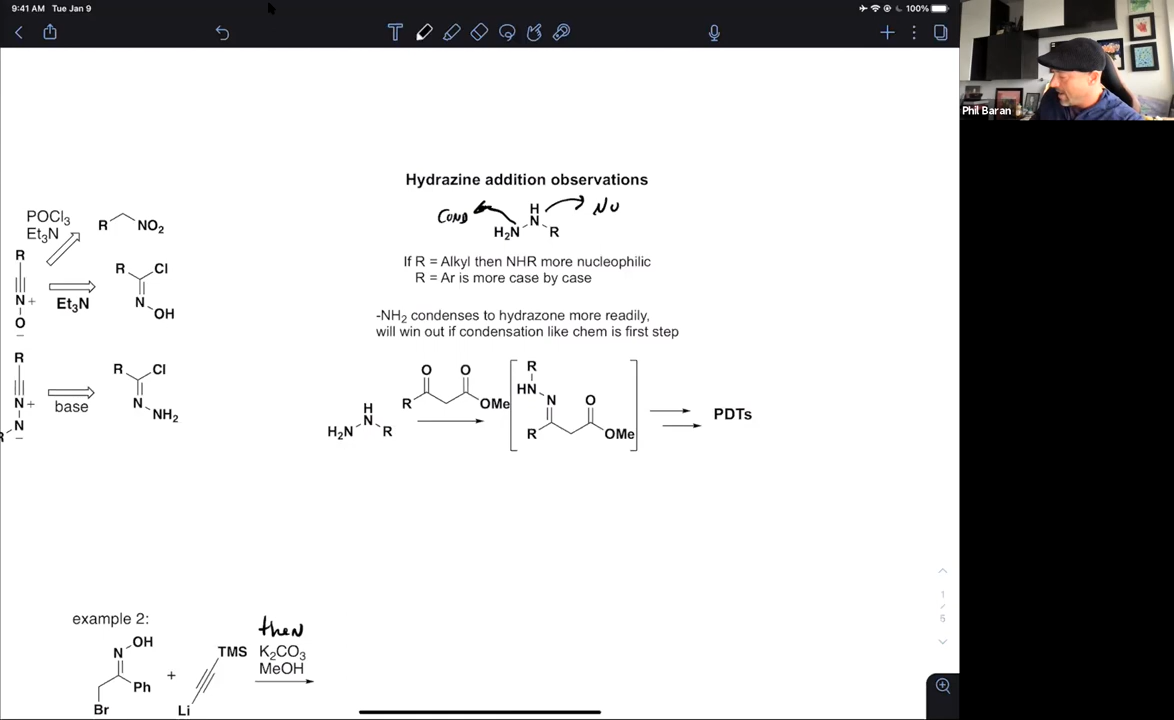 9:41 AM Tue Jan 9
100%
Phil Baran
Hydrazine addition observations
COND
H
N
H₂N
R
NU
If R = Alkyl then NHR more nucleophilic
R = Ar is more case by case
-NH₂ condenses to hydrazone more readily,
will win out if condensation like chem is first step
POCl₃
Et₃N
R
NO₂
R
N+
O
−
Et₃N
R
Cl
N
OH
R
N+
N
−
R
base
R
Cl
N
NH₂
H
N
H₂N
R
O
O
R
OMe
R
HN
N
O
R
OMe
PDTs
1
/
5
example 2:
OH
N
Ph
Br
+
TMS
Li
then
K₂CO₃
MeOH